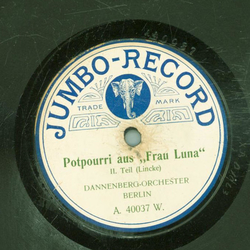 JUMBO-RECORD
TRADE MARK
Potpourri aus „Frau Luna“
II. Teil (Lincke)
DANNENBERG-ORCHESTER
BERLIN
A. 40037 W.